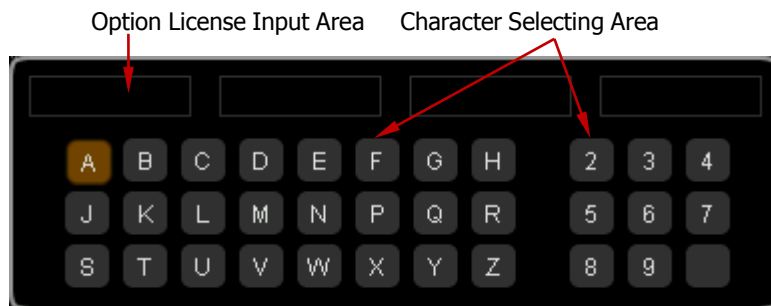 Option License Input Area Character Selecting Area
A B C D E F G H 2 3 4
J K L M N P Q R 5 6 7
S T U V W X Y Z 8 9